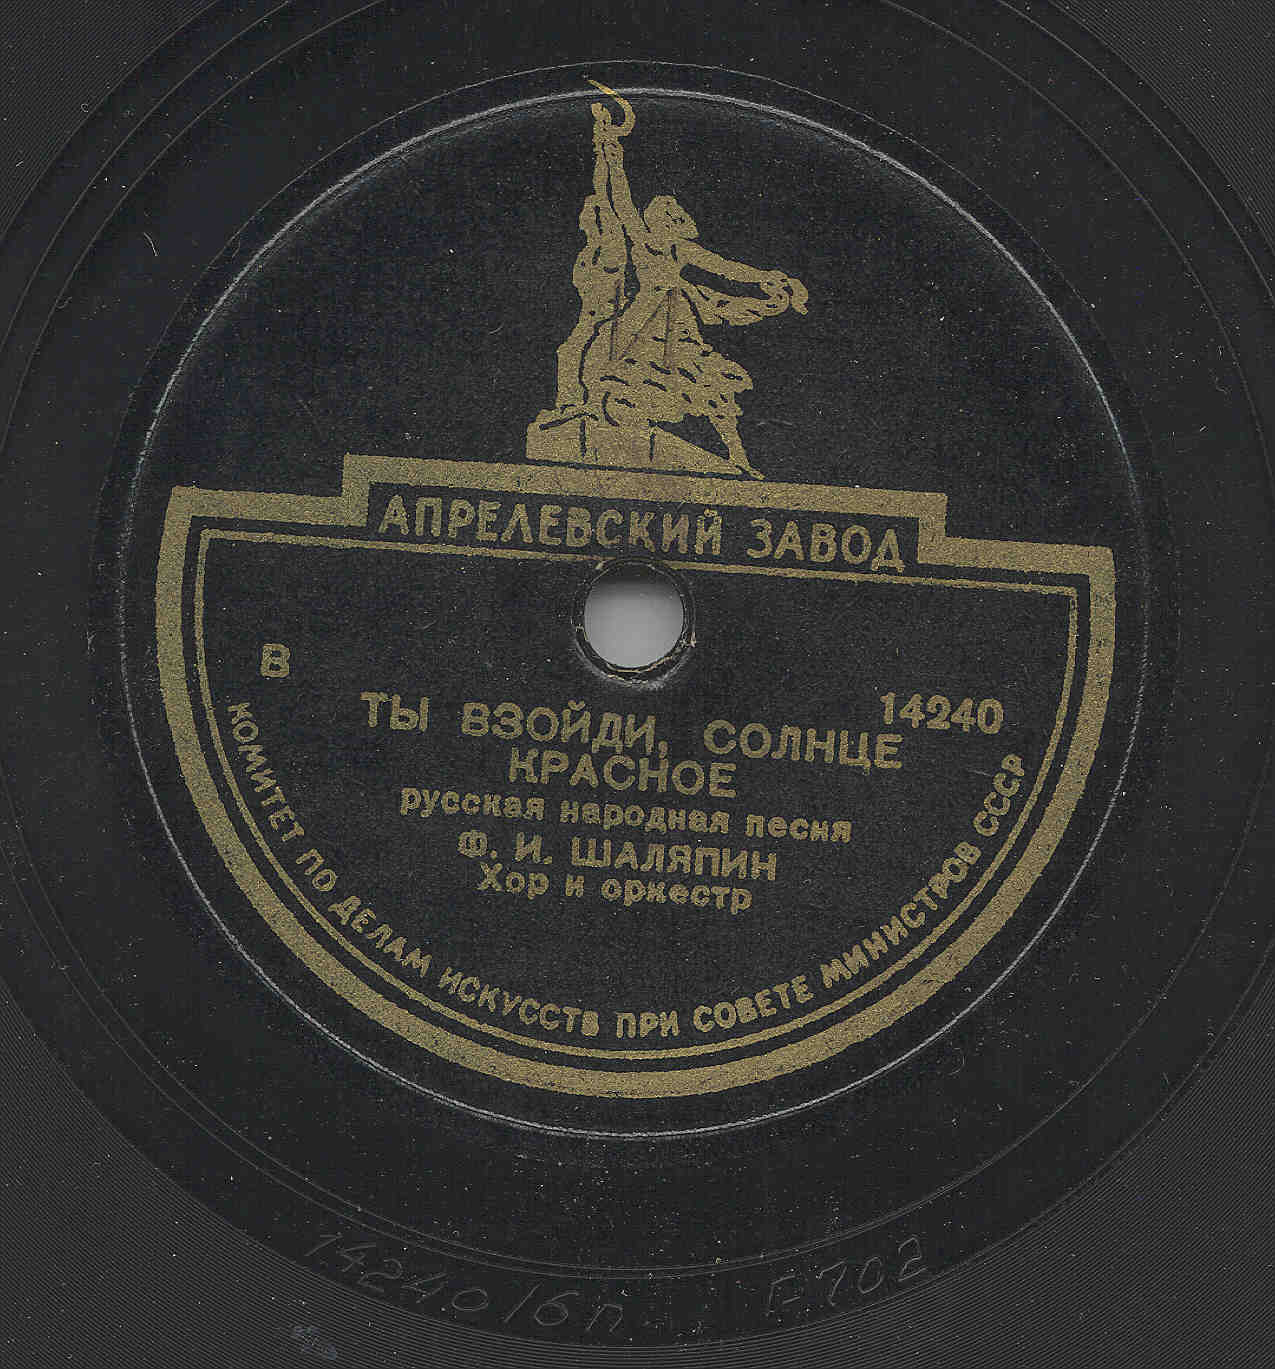 АПРЕЛЕВСКИЙ ЗАВОД
В
14240
ТЫ ВЗОЙДИ, СОЛНЦЕ
КРАСНОЕ
русская народная песня
Ф. И. ШАЛЯПИН
Хор и оркестр
КОМИТЕТ ПО ДЕЛАМ ИСКУССТВ ПРИ СОВЕТЕ МИНИСТРОВ СССР
14240/6п
Г702